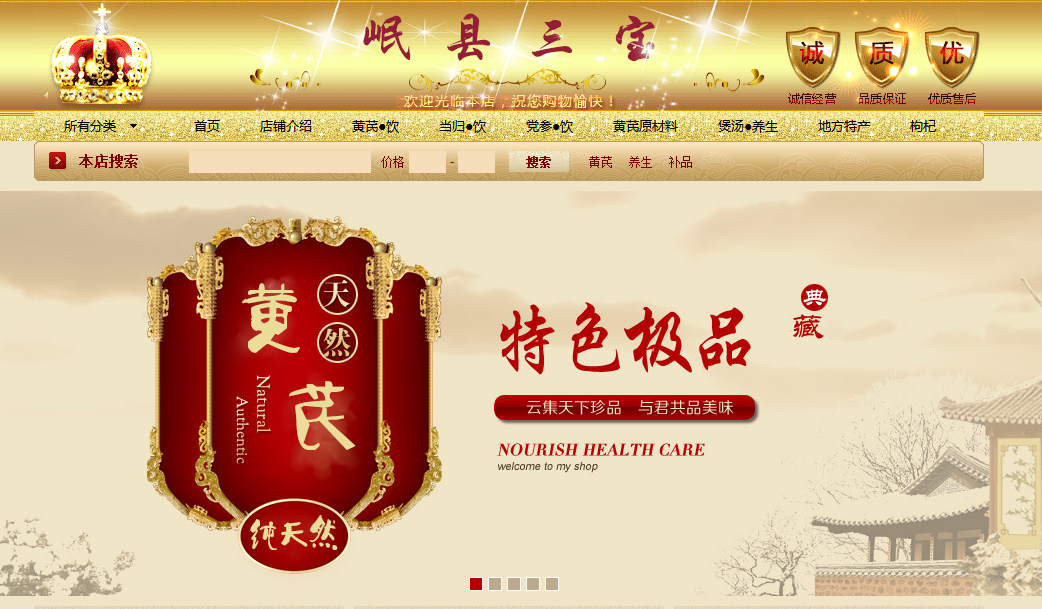 岷县三宝
诚 质 优
诚信经营 品质保证 优质售后
欢迎光临本店，祝您购物愉快！
所有分类 首页 店铺介绍 黄芪●饮 当归●饮 党参●饮 黄芪原材料 煲汤●养生 地方特产 枸杞
本店搜索 价格 - 搜索 黄芪 养生 补品
天然
黄芪
Natural
Authentic
纯天然
典藏
特色极品
云集天下珍品 与君共品美味
NOURISH HEALTH CARE
welcome to my shop